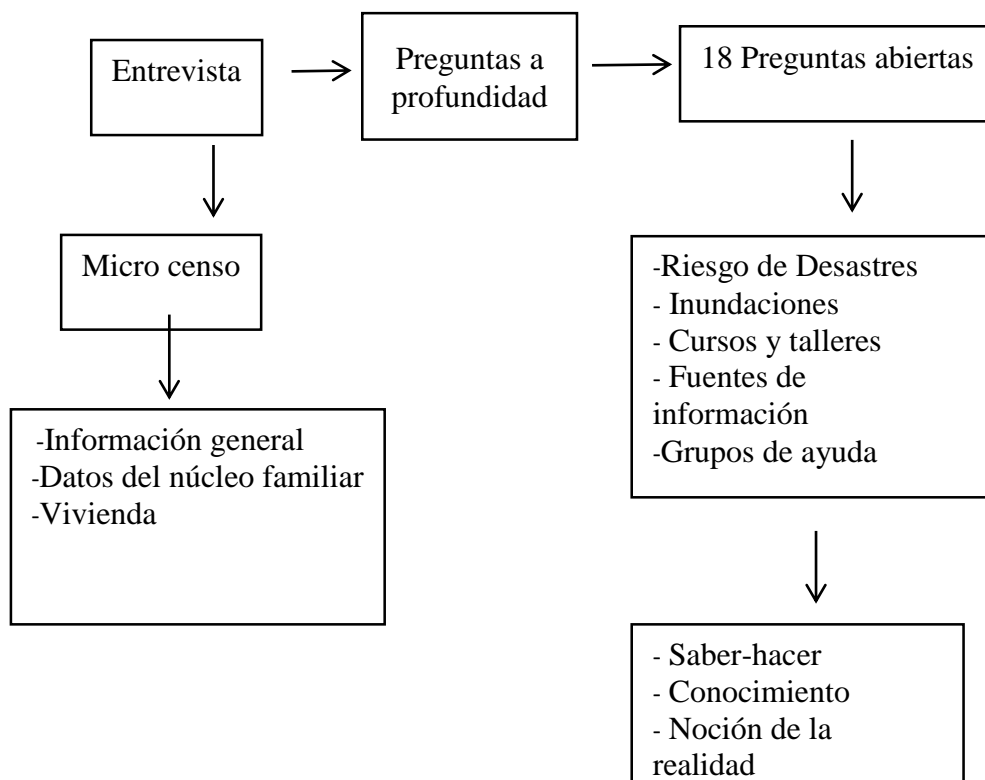 Entrevista
Preguntas a
profundidad
18 Preguntas abiertas
Micro censo
-Información general
-Datos del núcleo familiar
-Vivienda
-Riesgo de Desastres
- Inundaciones
- Cursos y talleres
- Fuentes de
información
-Grupos de ayuda
- Saber-hacer
- Conocimiento
- Noción de la
realidad